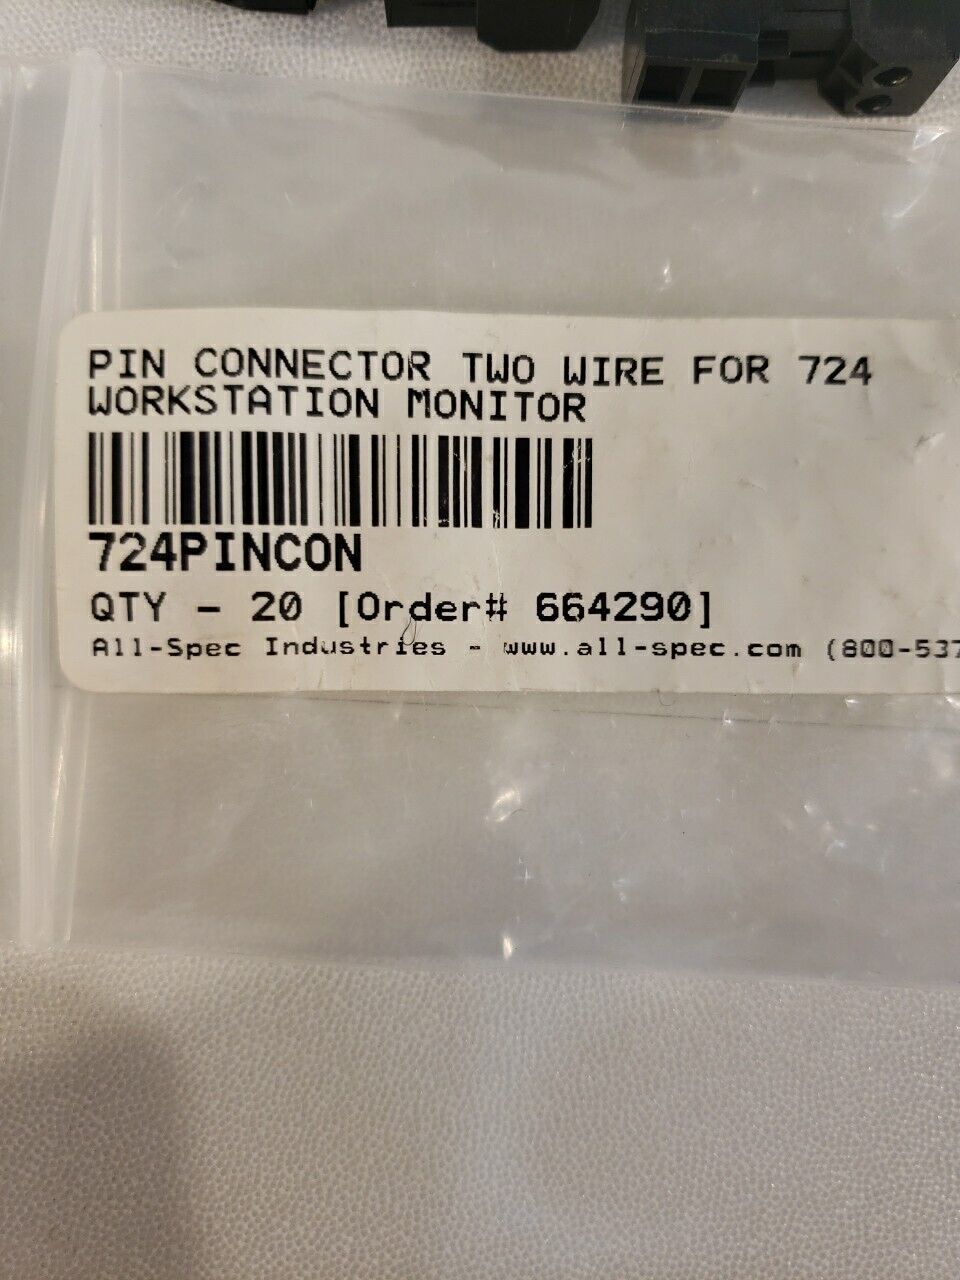 PIN CONNECTOR TWO WIRE FOR 724
WORKSTATION MONITOR
724PINCON
QTY - 20 [Order# 664290]
All-Spec Industries - www.all-spec.com (800-537